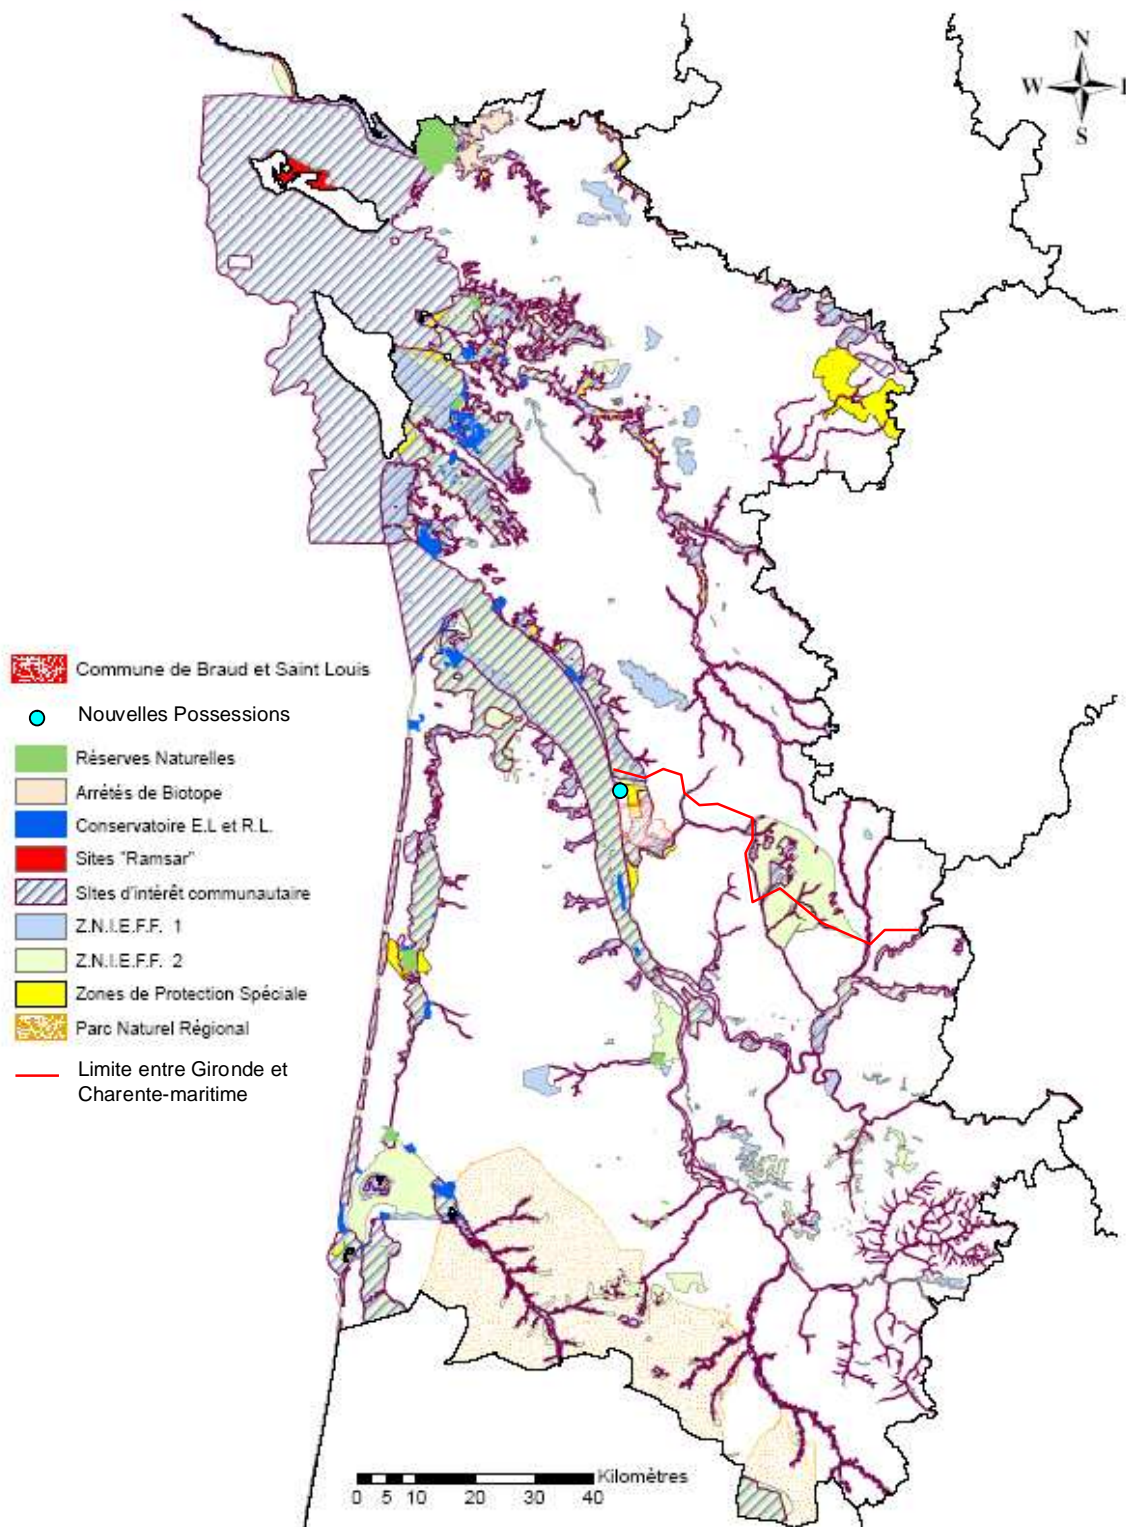 N
W
E
S
Commune de Braud et Saint Louis
Nouvelles Possessions
Réserves Naturelles
Arrétés de Biotope
Conservatoire E.L et R.L.
Sites "Ramsar"
Sites d'intérêt communautaire
Z.N.I.E.F.F. 1
Z.N.I.E.F.F. 2
Zones de Protection Spéciale
Parc Naturel Régional
Limite entre Gironde et
Charente-maritime
Kilomètres
0 5 10 20 30 40